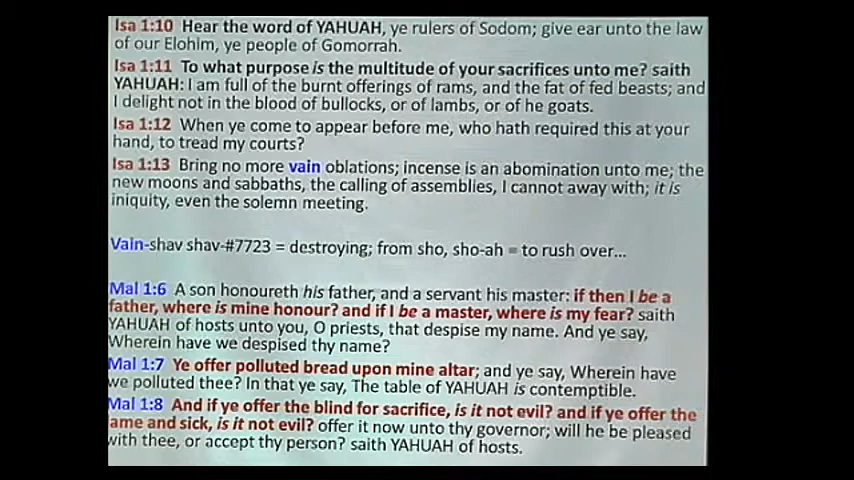 Isa 1:10 Hear the word of YAHUAH, ye rulers of Sodom; give ear unto the law
of our Elohim, ye people of Gomorrah.
Isa 1:11 To what purpose is the multitude of your sacrifices unto me? saith
YAHUAH: I am full of the burnt offerings of rams, and the fat of fed beasts; and
I delight not in the blood of bullocks, or of lambs, or of he goats.
Isa 1:12 When ye come to appear before me, who hath required this at your
hand, to tread my courts?
Isa 1:13 Bring no more vain oblations; incense is an abomination unto me; the
new moons and sabbaths, the calling of assemblies, I cannot away with; it is
iniquity, even the solemn meeting.
Vain-shav shav-#7723 = destroying; from sho, sho-ah = to rush over...
Mal 1:6 A son honoureth his father, and a servant his master: if then I be a
father, where is mine honour? and if I be a master, where is my fear? saith
YAHUAH of hosts unto you, O priests, that despise my name. And ye say,
Wherein have we despised thy name?
Mal 1:7 Ye offer polluted bread upon mine altar; and ye say, Wherein have
we polluted thee? In that ye say, The table of YAHUAH is contemptible.
Mal 1:8 And if ye offer the blind for sacrifice, is it not evil? and if ye offer the
ame and sick, is it not evil? offer it now unto thy governor; will he be pleased
with thee, or accept thy person? saith YAHUAH of hosts.